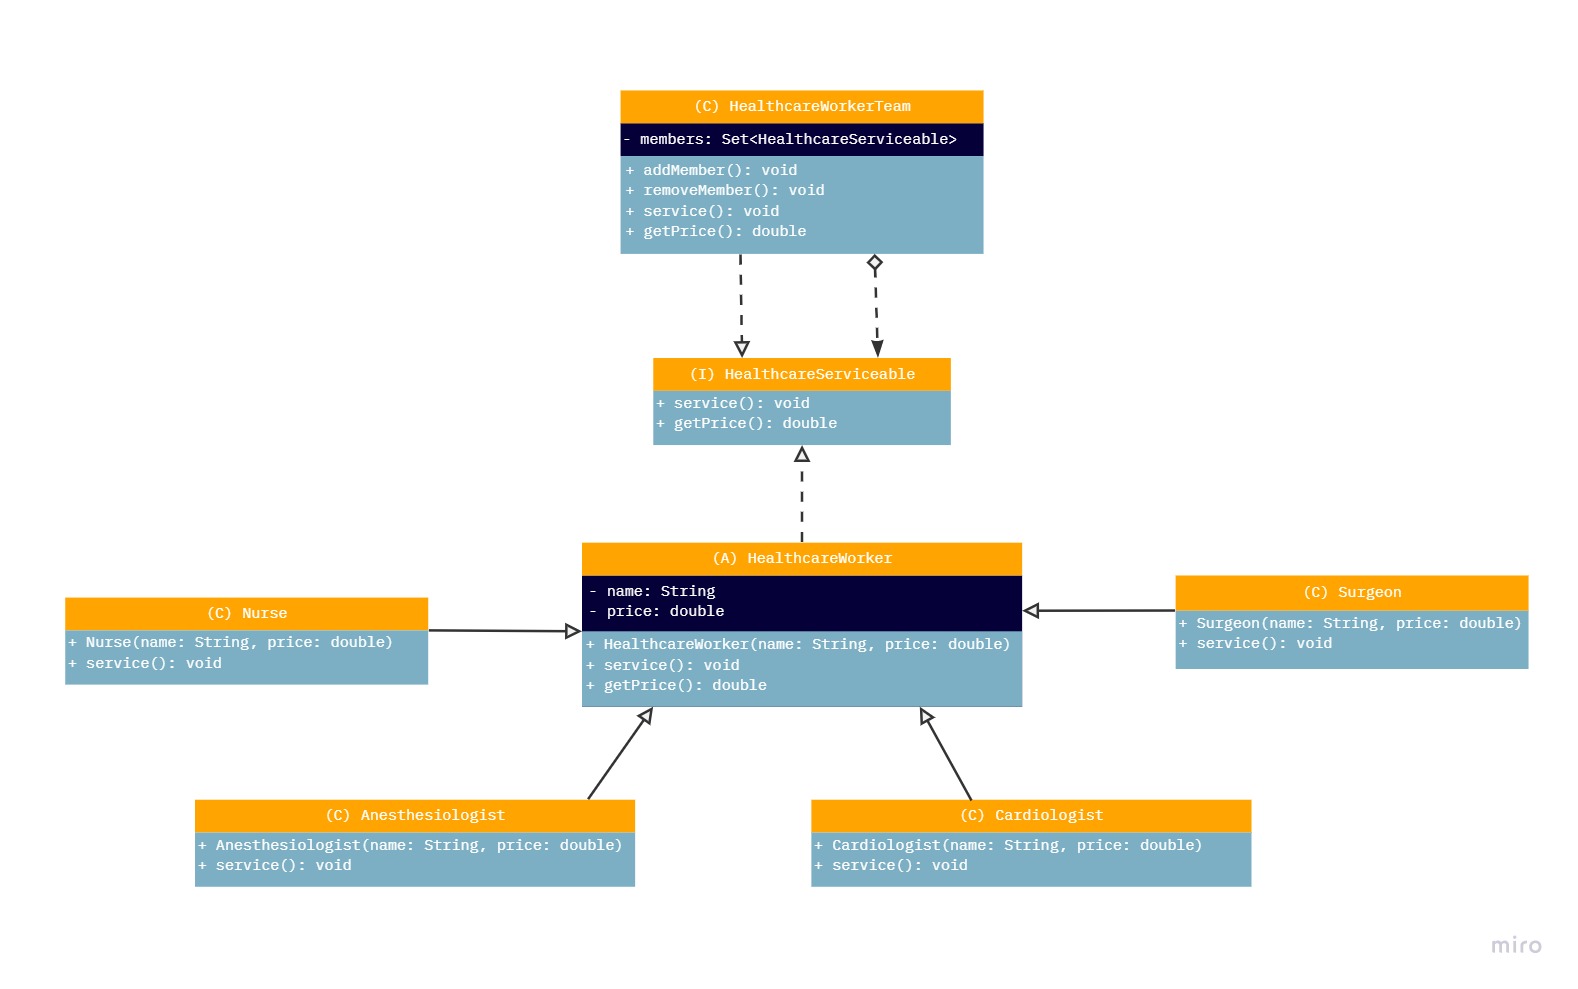 (C) HealthcareWorkerTeam
- members: Set<HealthcareServiceable>
+ addMember(): void
+ removeMember(): void
+ service(): void
+ getPrice(): double
(I) HealthcareServiceable
+ service(): void
+ getPrice(): double
(A) HealthcareWorker
- name: String
- price: double
+ HealthcareWorker(name: String, price: double)
+ service(): void
+ getPrice(): double
(C) Nurse
+ Nurse(name: String, price: double)
+ service(): void
(C) Surgeon
+ Surgeon(name: String, price: double)
+ service(): void
(C) Anesthesiologist
+ Anesthesiologist(name: String, price: double)
+ service(): void
(C) Cardiologist
+ Cardiologist(name: String, price: double)
+ service(): void
miro